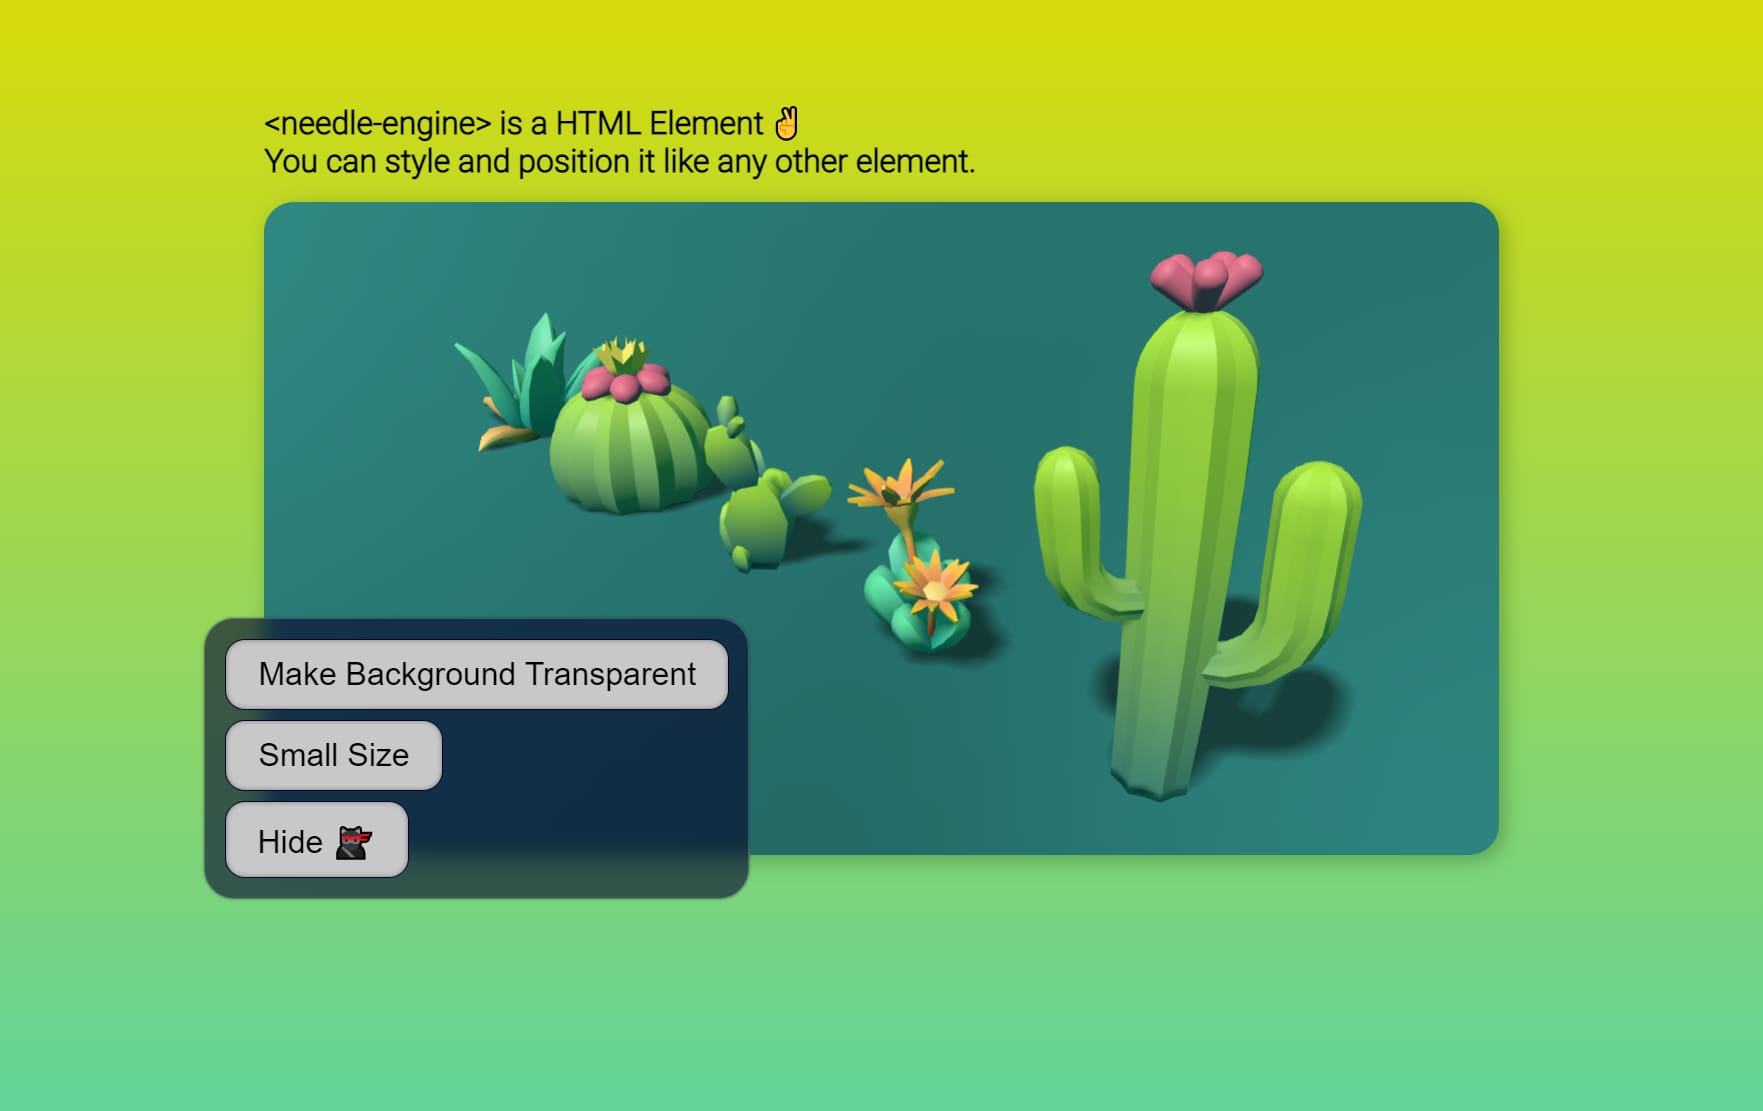 <needle-engine> is a HTML Element ✌️
You can style and position it like any other element.
Make Background Transparent
Small Size
Hide 🐱‍👤